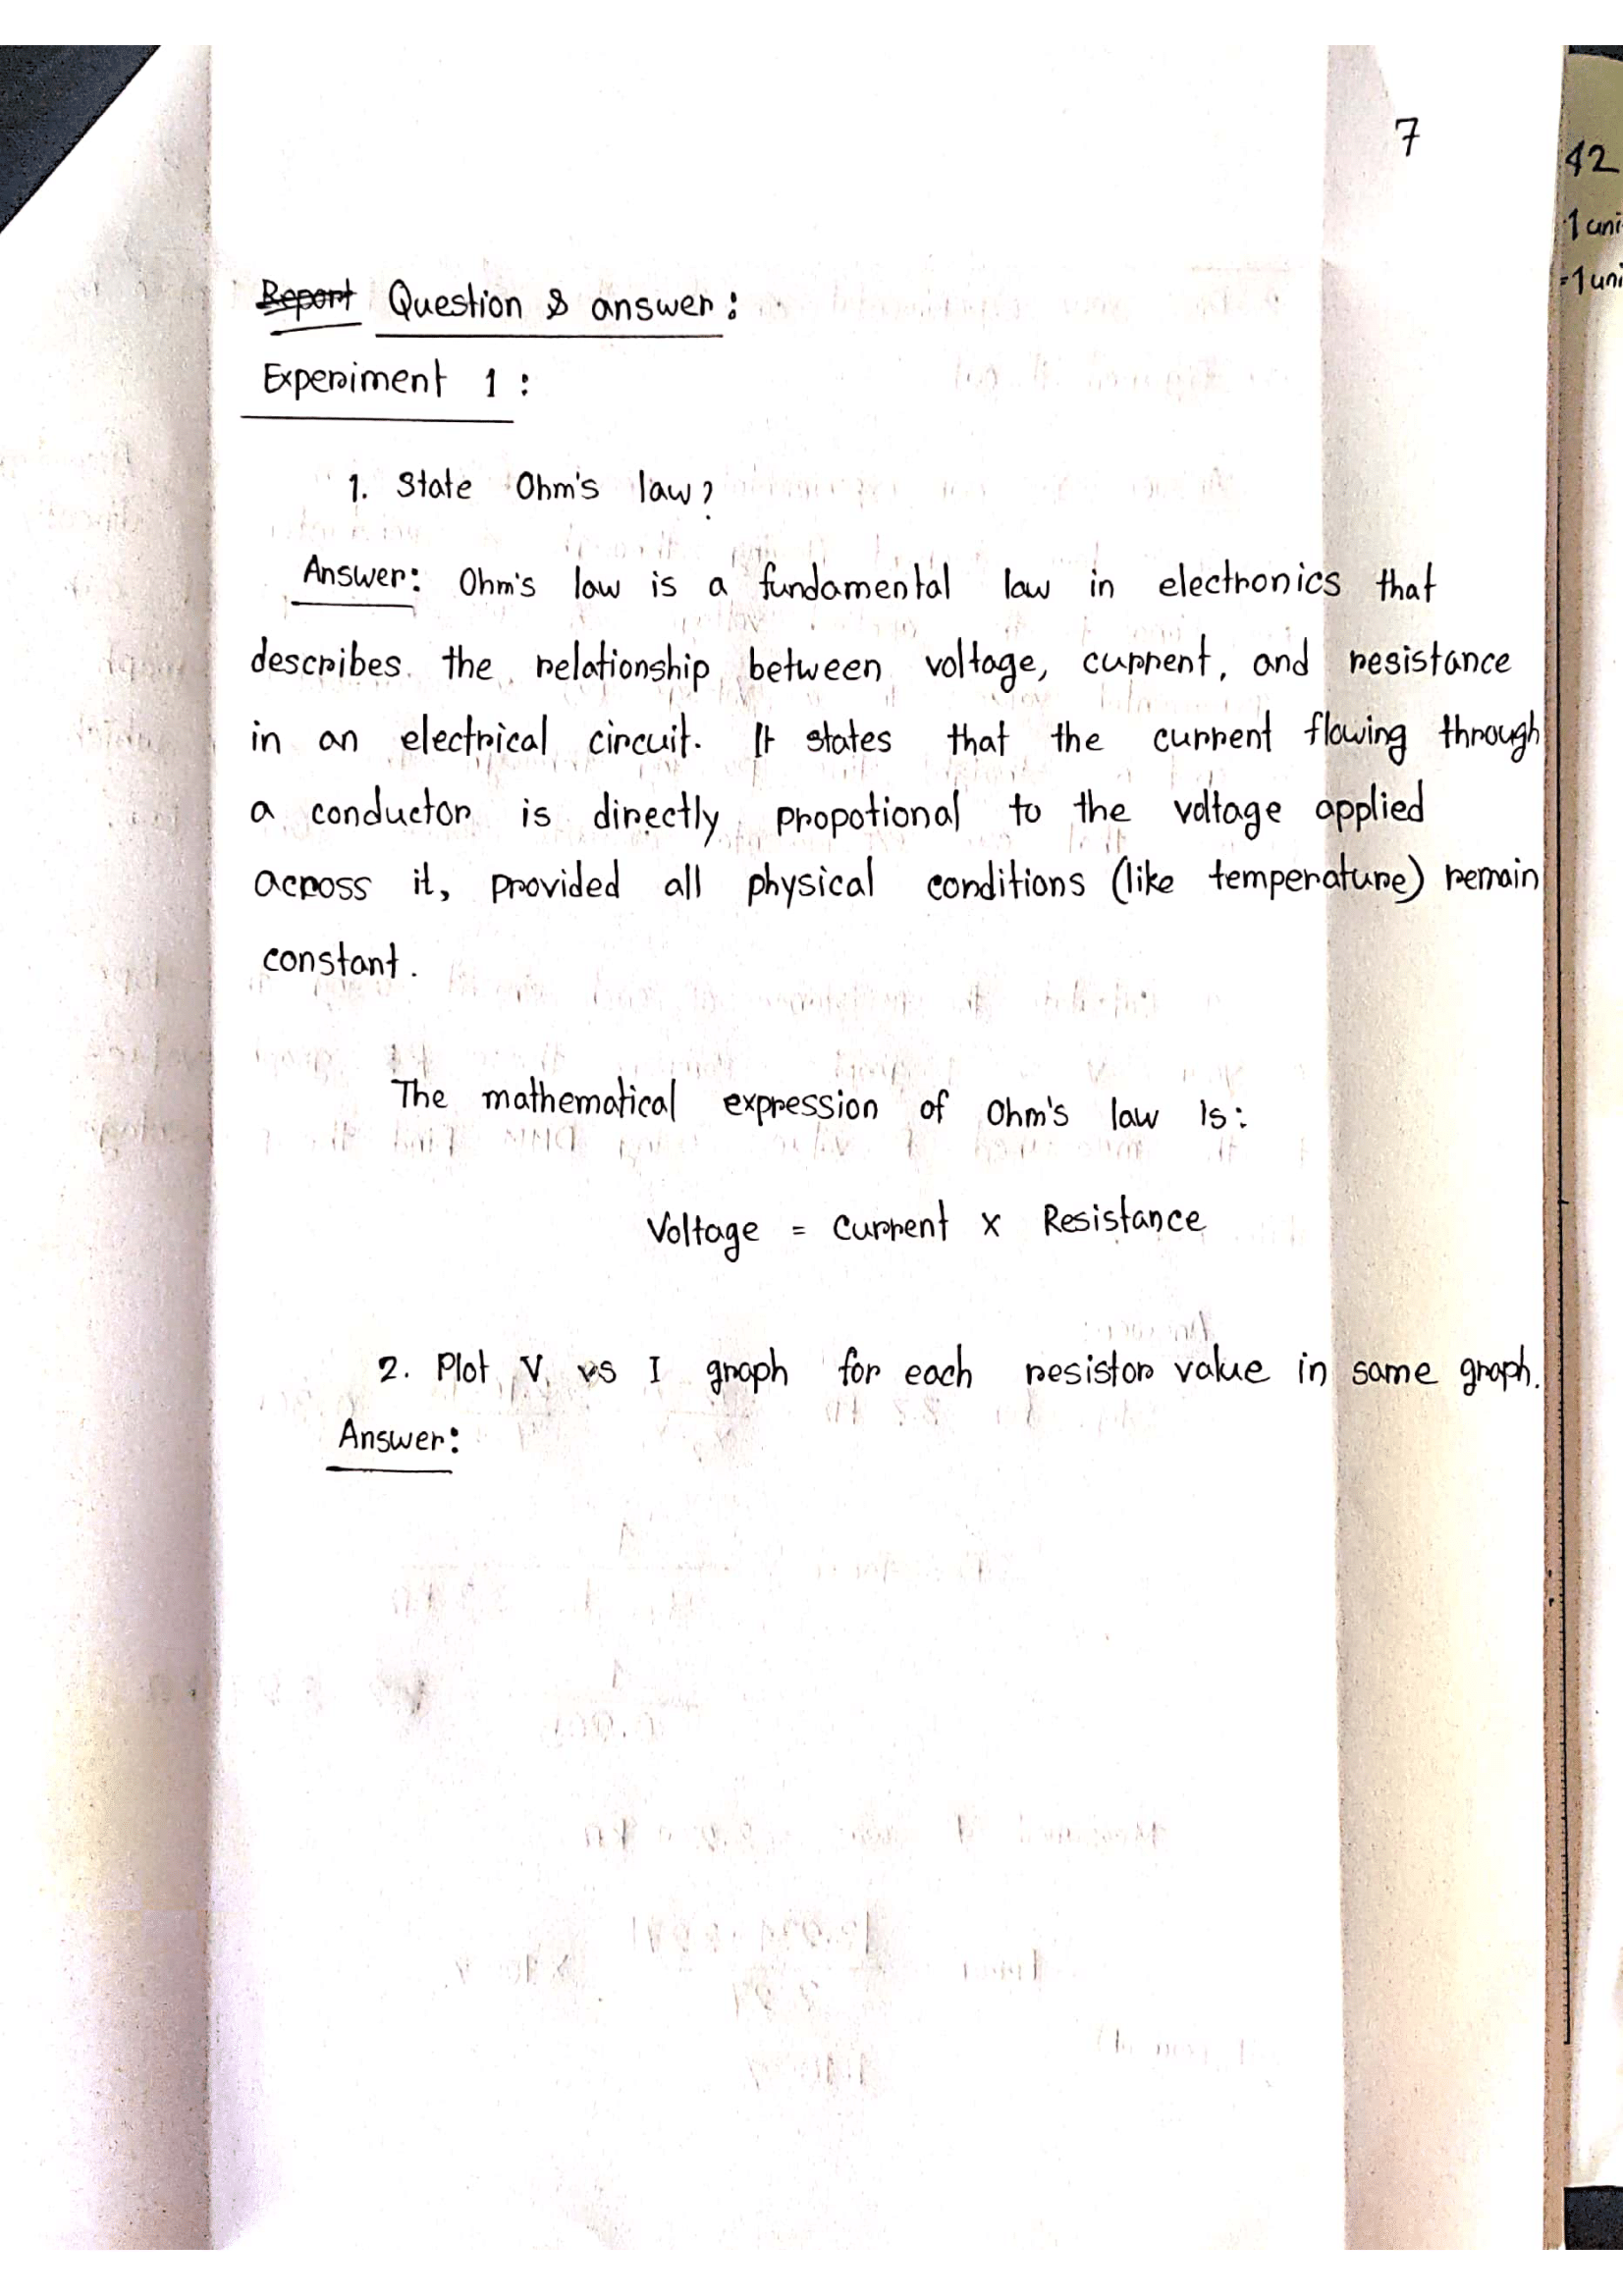 7
42
1 uni
=1 uni
Report Question & answer:
Experiment 1:
1. State Ohm's law?
Answer: Ohm's law is a fundamental law in electronics that
describes the relationship between voltage, current, and resistance
in an electrical circuit. It states that the current flowing through
a conductor is directly propotional to the voltage applied
across it, provided all physical conditions (like temperature) remain
constant.
The mathematical expression of Ohm's law is:
Voltage = Current x Resistance
2. Plot V vs I graph for each resistor value in same graph.
Answer: